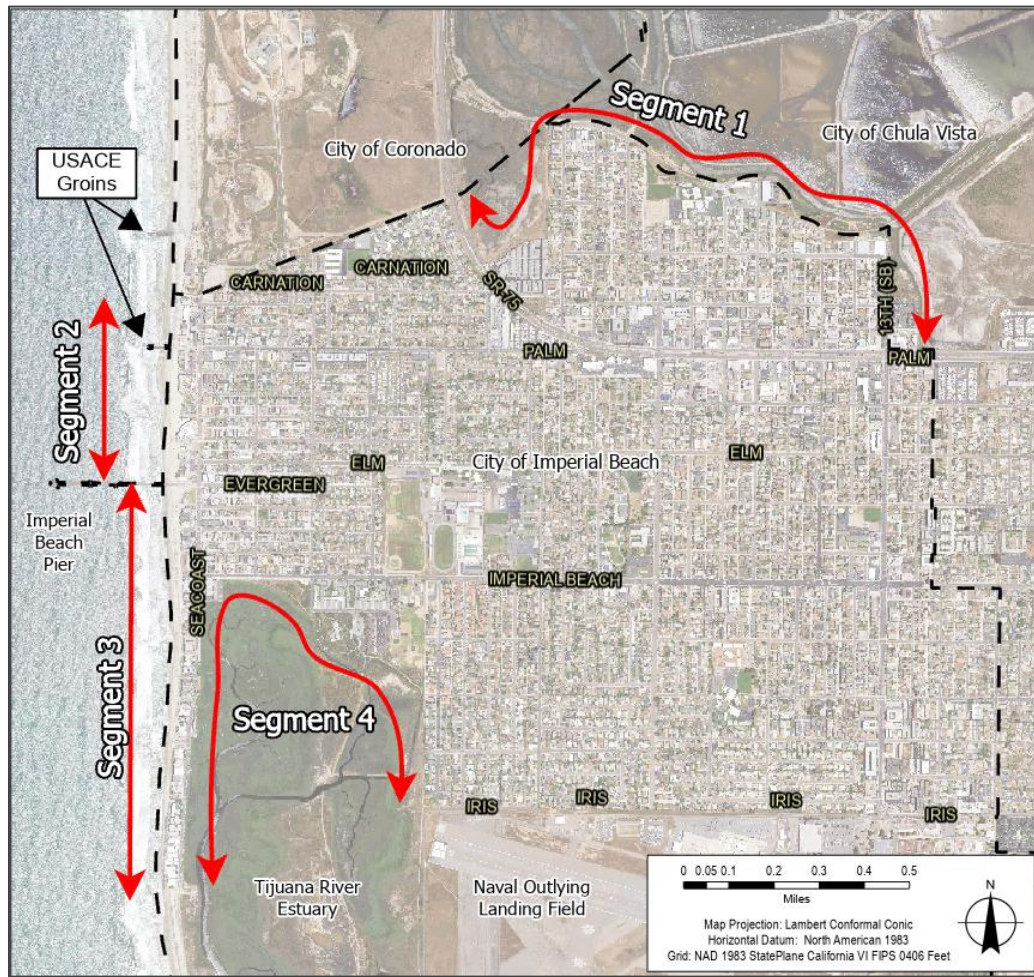 Segment 1
City of Chula Vista
City of Coronado
USACE
Groins
CARNATION
CARNATION
SR-75
13TH (SB)
Segment 2
PALM
PALM
ELM
City of Imperial Beach
ELM
EVERGREEN
Imperial
Beach
Pier
SEACOAST
IMPERIAL BEACH
Segment 3
Segment 4
IRIS
IRIS
IRIS
IRIS
Tijuana River
Estuary
Naval Outlying
Landing Field
0 0.05 0.1 0.2 0.3 0.4 0.5
Miles
Map Projection: Lambert Conformal Conic
Horizontal Datum: North American 1983
Grid: NAD 1983 StatePlane California VI FIPS 0406 Feet
N